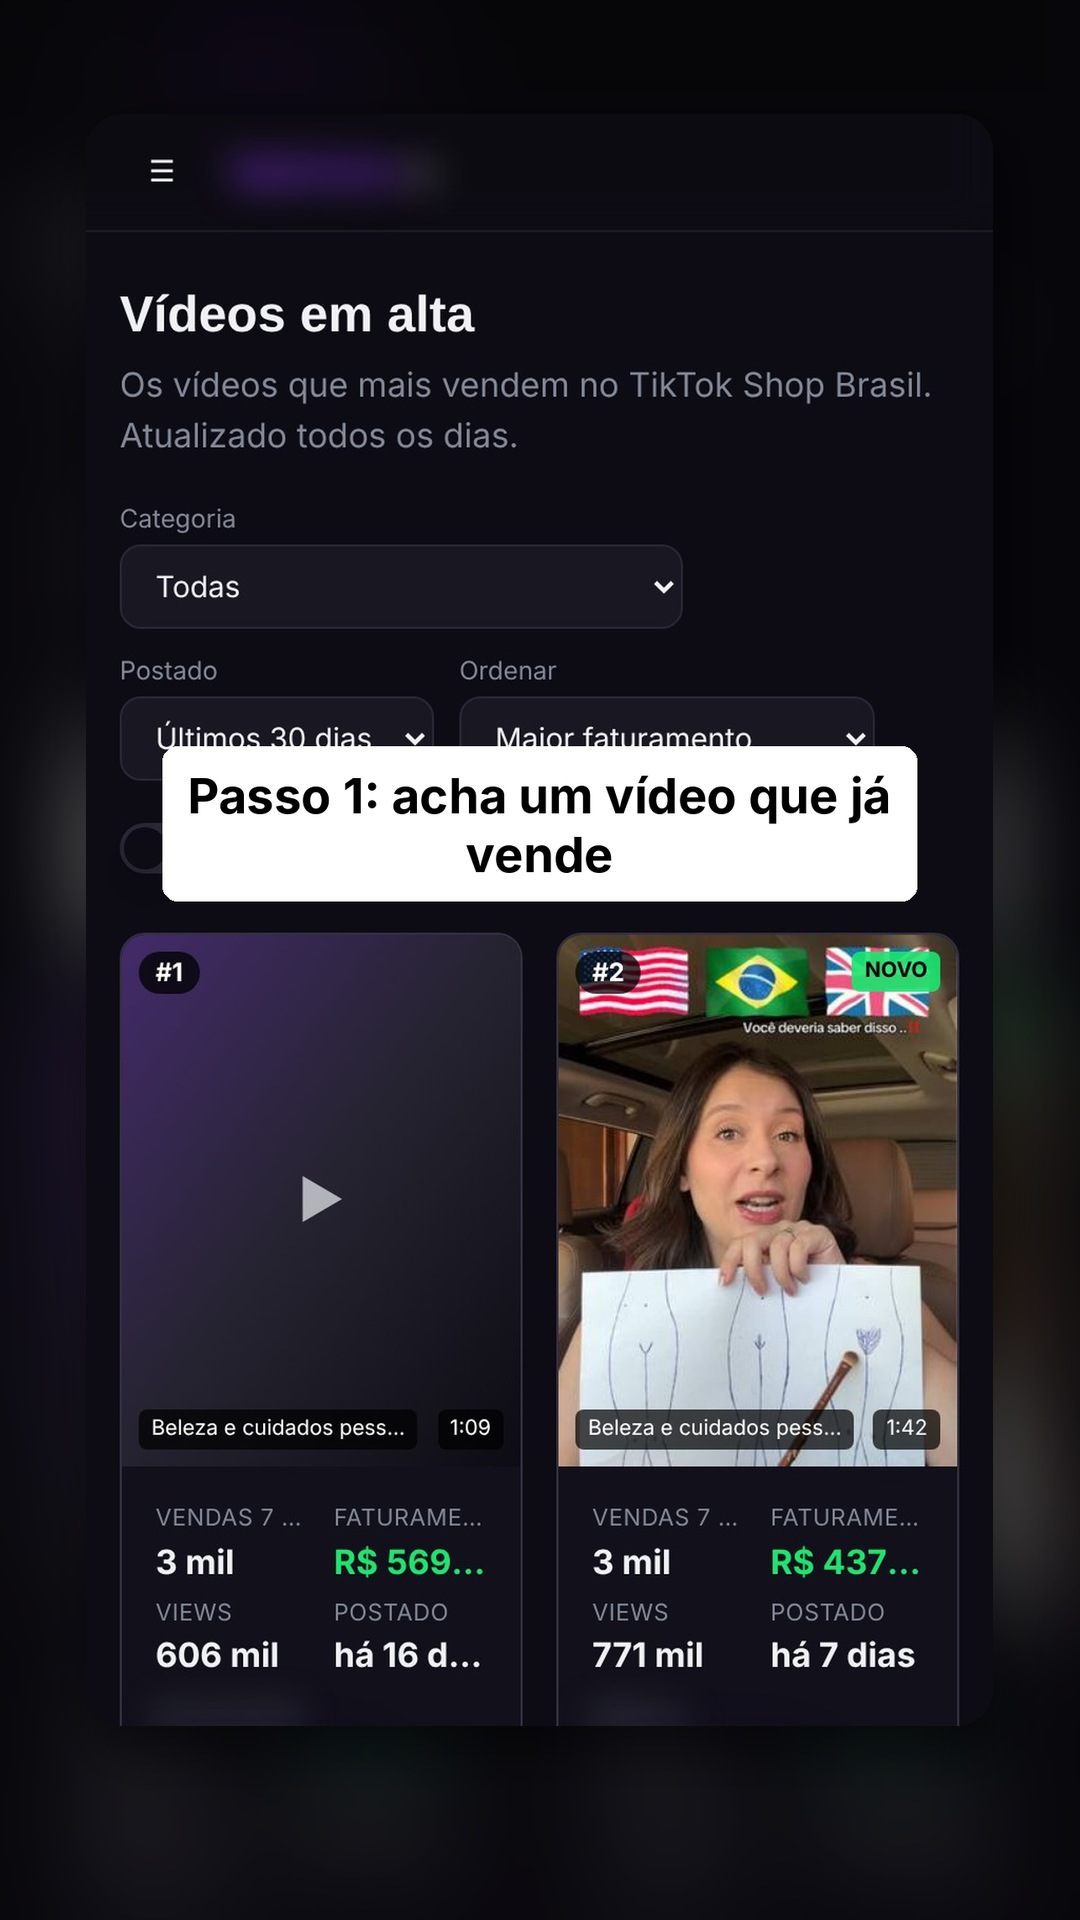 ☰
Vídeos em alta
Os vídeos que mais vendem no TikTok Shop Brasil.
Atualizado todos os dias.
Categoria
Todas
Postado
Ordenar
Últimos 30 dias
Maior faturamento
Passo 1: acha um vídeo que já
vende
#1
#2
NOVO
Você deveria saber disso ..‼️
Beleza e cuidados pess...
1:09
Beleza e cuidados pess...
1:42
VENDAS 7 ...
FATURAME...
3 mil
R$ 569...
VIEWS
POSTADO
606 mil
há 16 d...
VENDAS 7 ...
FATURAME...
3 mil
R$ 437...
VIEWS
POSTADO
771 mil
há 7 dias